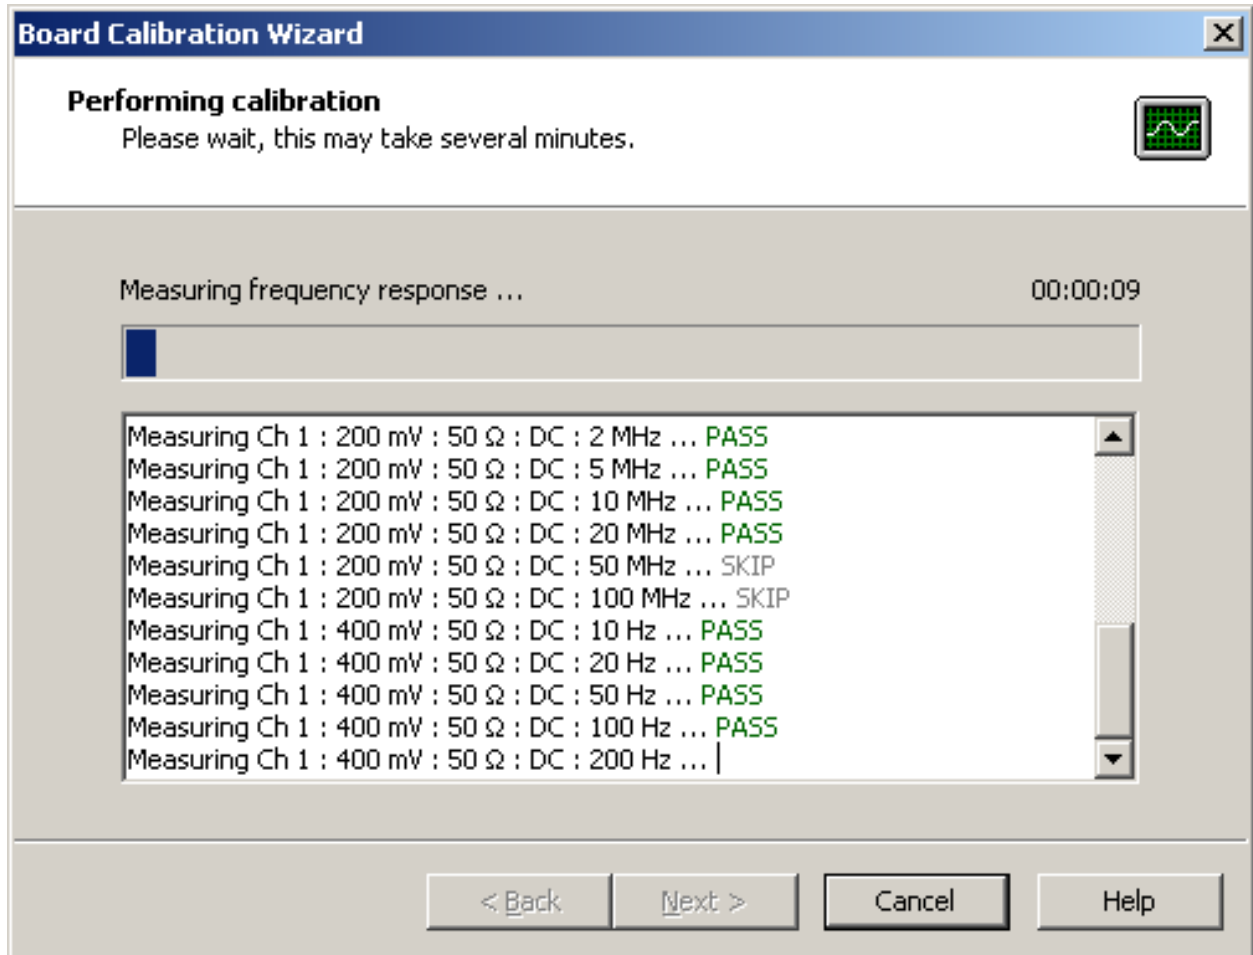 Board Calibration Wizard
Performing calibration
Please wait, this may take several minutes.
Measuring frequency response ... 00:00:09
Measuring Ch 1 : 200 mV : 50 Ω : DC : 2 MHz ... PASS
Measuring Ch 1 : 200 mV : 50 Ω : DC : 5 MHz ... PASS
Measuring Ch 1 : 200 mV : 50 Ω : DC : 10 MHz ... PASS
Measuring Ch 1 : 200 mV : 50 Ω : DC : 20 MHz ... PASS
Measuring Ch 1 : 200 mV : 50 Ω : DC : 50 MHz ... SKIP
Measuring Ch 1 : 200 mV : 50 Ω : DC : 100 MHz ... SKIP
Measuring Ch 1 : 400 mV : 50 Ω : DC : 10 Hz ... PASS
Measuring Ch 1 : 400 mV : 50 Ω : DC : 20 Hz ... PASS
Measuring Ch 1 : 400 mV : 50 Ω : DC : 50 Hz ... PASS
Measuring Ch 1 : 400 mV : 50 Ω : DC : 100 Hz ... PASS
Measuring Ch 1 : 400 mV : 50 Ω : DC : 200 Hz ...
< Back Next > Cancel Help